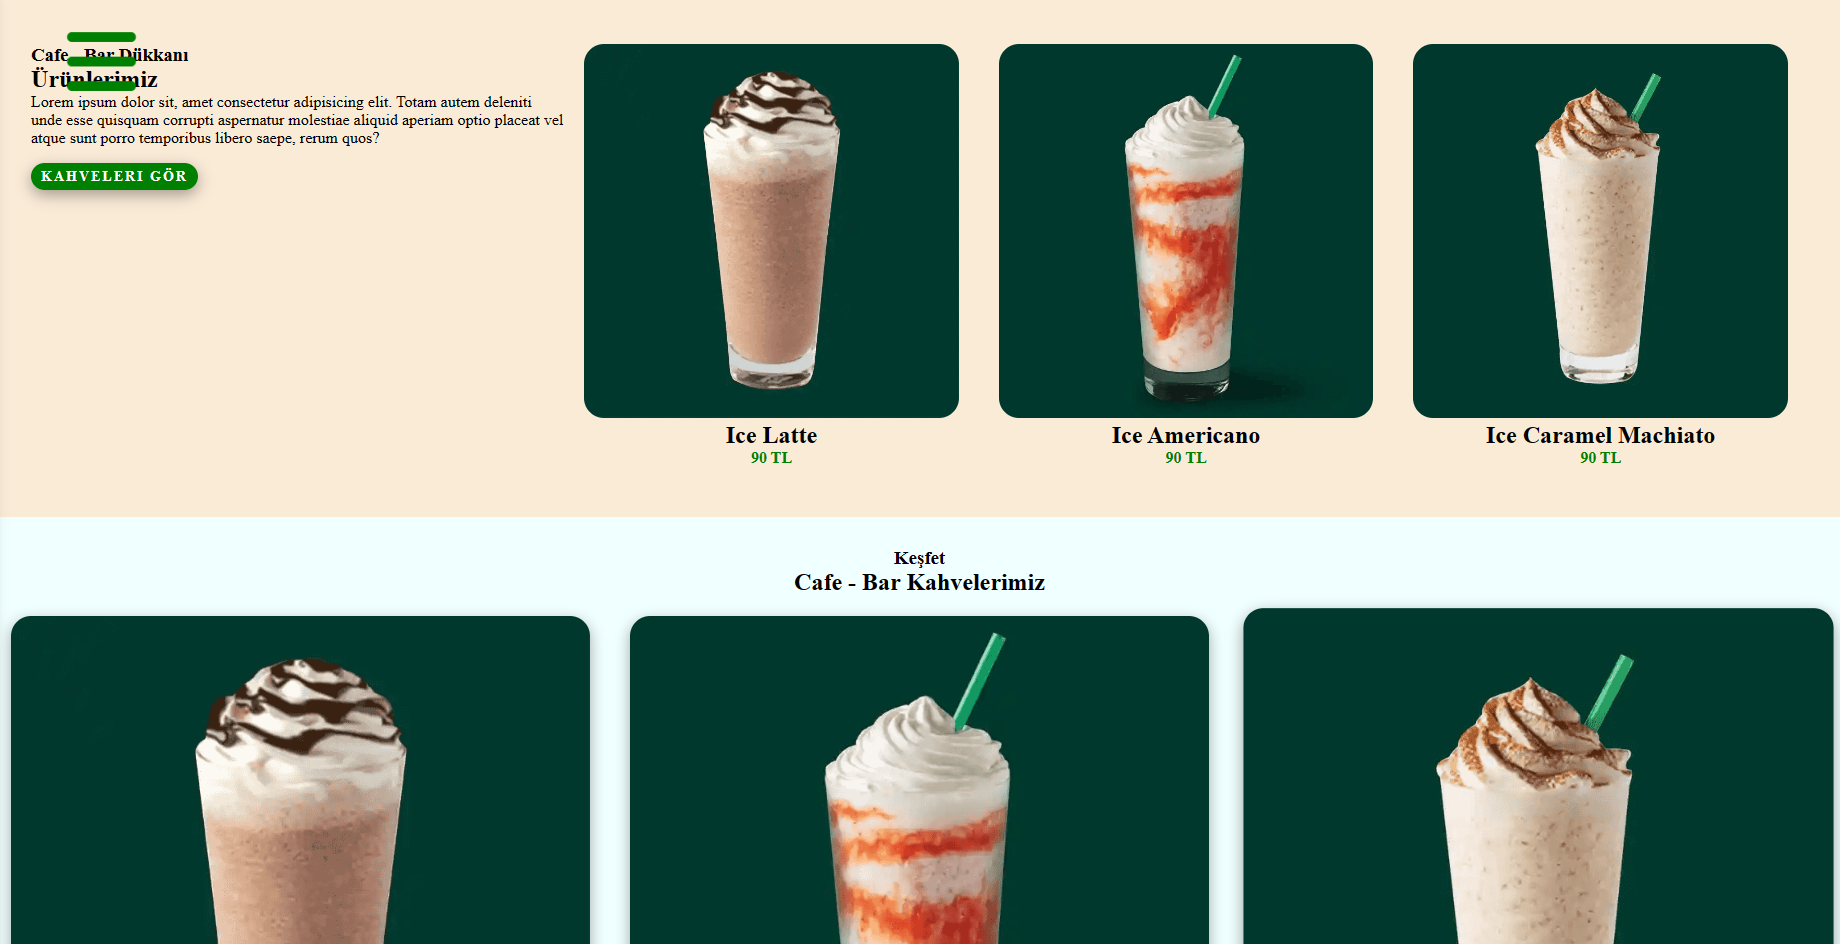 Cafe - Bar Dükkanı
Ürünlerimiz
Lorem ipsum dolor sit, amet consectetur adipisicing elit. Totam autem deleniti
unde esse quisquam corrupti aspernatur molestiae aliquid aperiam optio placeat vel
atque sunt porro temporibus libero saepe, rerum quos?
KAHVELERI GÖR
Ice Latte
90 TL
Ice Americano
90 TL
Ice Caramel Machiato
90 TL
Keşfet
Cafe - Bar Kahvelerimiz